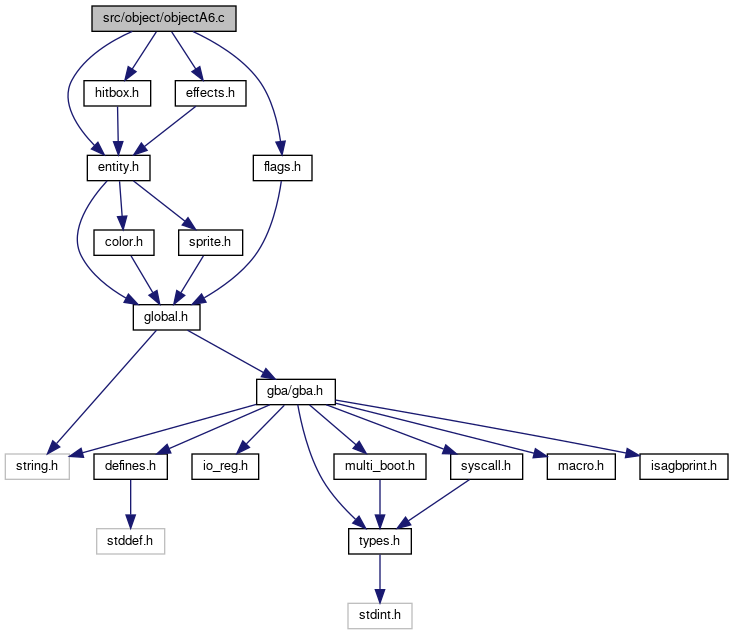 src/object/objectA6.c
hitbox.h
effects.h
entity.h
flags.h
color.h
sprite.h
global.h
gba/gba.h
string.h
defines.h
io_reg.h
multi_boot.h
syscall.h
macro.h
isagbprint.h
stddef.h
types.h
stdint.h